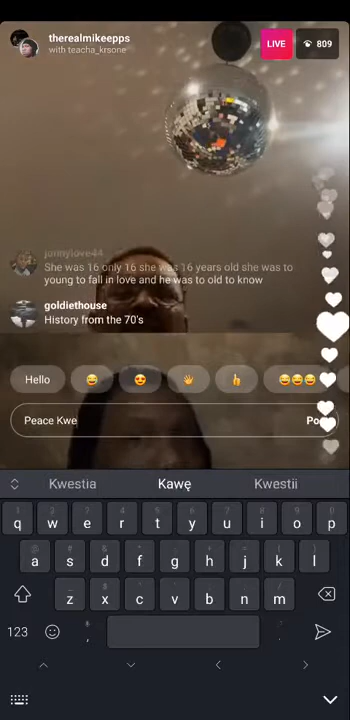 therealmikeepps
with teacha_krsone
LIVE
809
jonnylove44
She was 16 only 16 she was 16 years old she was to
young to fall in love and he was to old to know
goldiethouse
History from the 70's
Hello
Peace Kwe
Kwestia Kawę Kwestii
q w e r t y u i o p
a s d f g h j k l
z x c v b n m
123